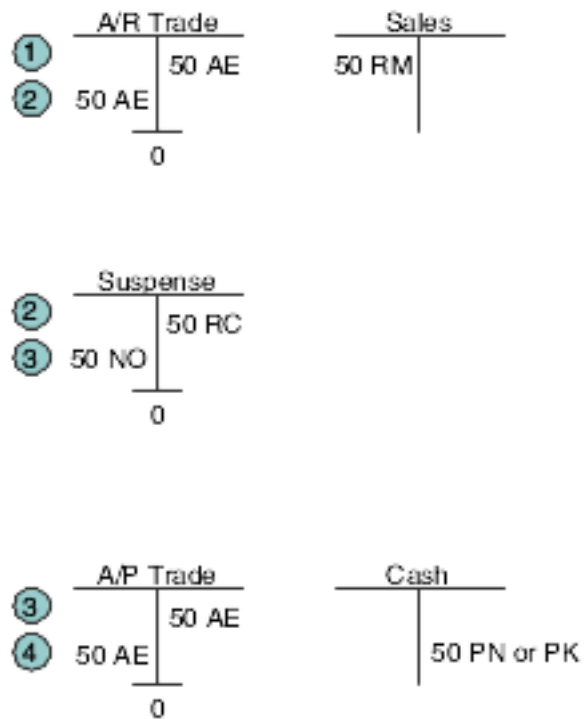 A/R Trade Sales
1 50 AE 50 RM
2 50 AE
0
Suspense
2 50 RC
3 50 NO
0
A/P Trade Cash
3 50 AE
4 50 AE 50 PN or PK
0